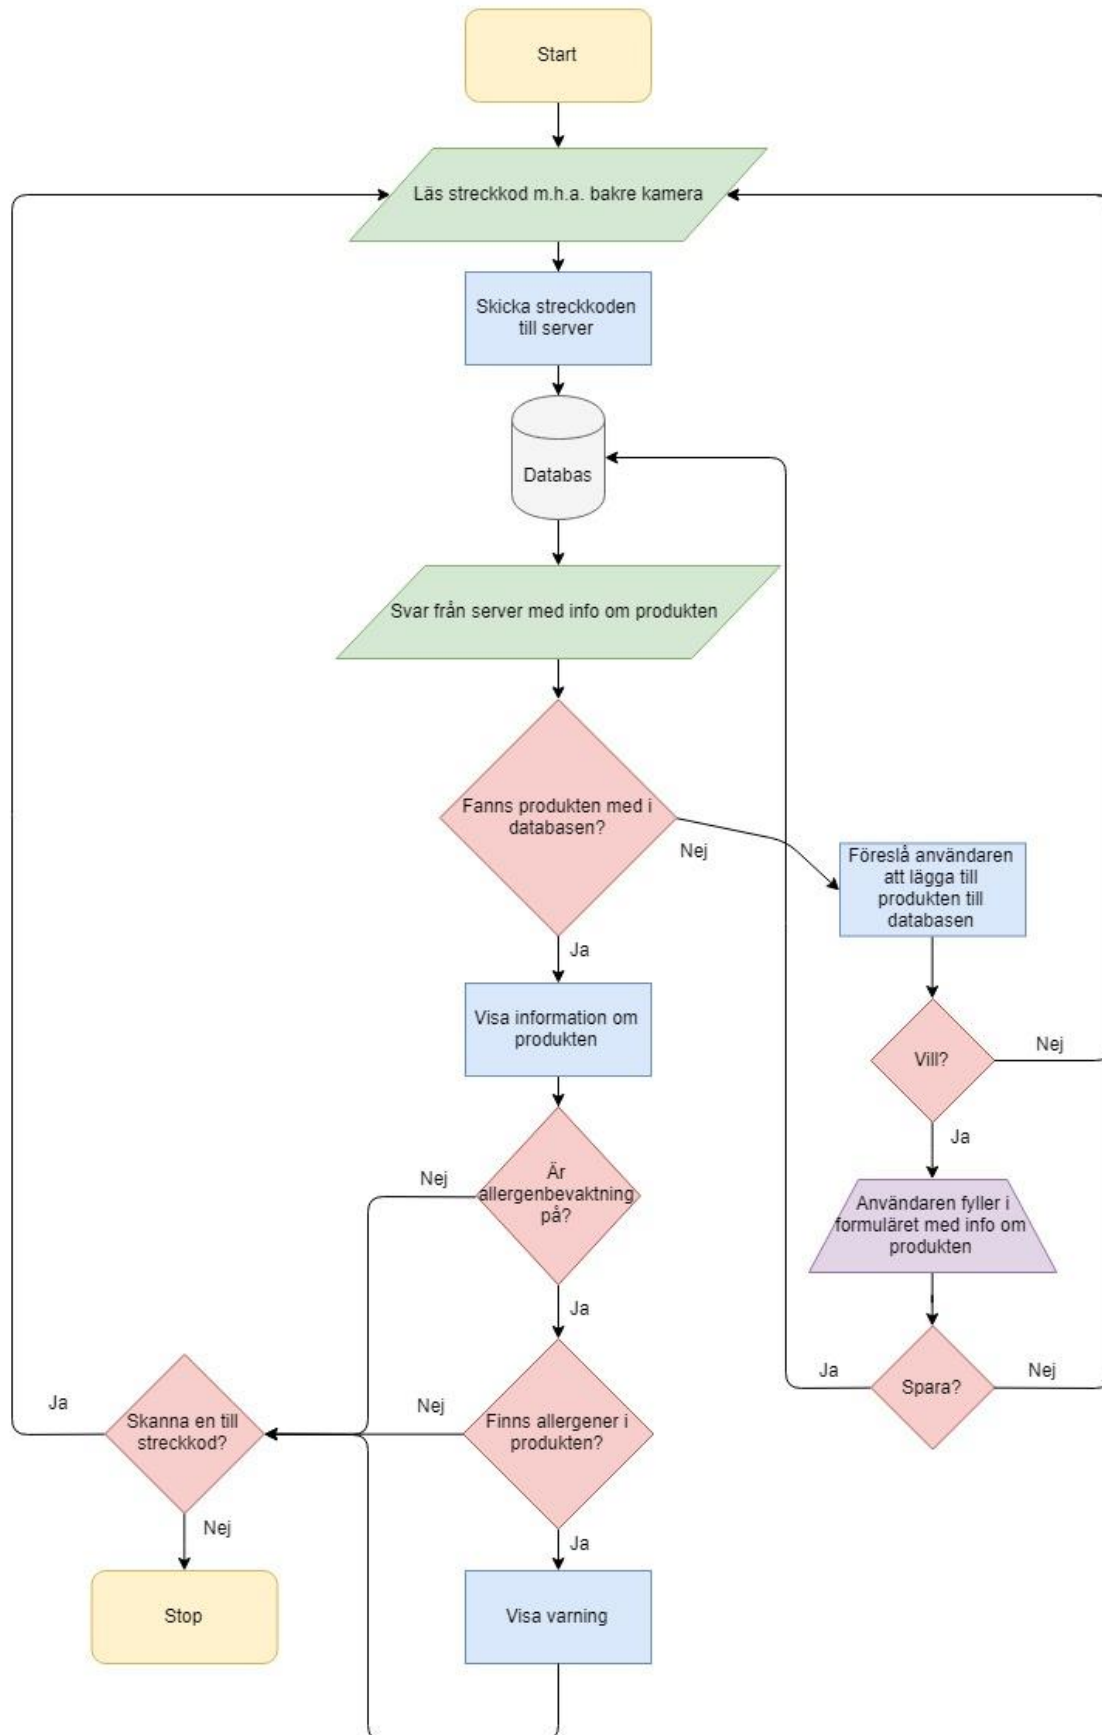 Start
Läs streckkod m.h.a. bakre kamera
Skicka streckkoden
till server
Databas
Svar från server med info om produkten
Fanns produkten med i
databasen?
Nej
Föreslå användaren
att lägga till
produkten till
databasen
Ja
Visa information om
produkten
Vill?
Nej
Ja
Är
allergenbevaktning
på?
Nej
Ja
Användaren fyller i
formuläret med info om
produkten
Spara?
Ja
Nej
Finns allergener i
produkten?
Nej
Ja
Skanna en till
streckkod?
Ja
Nej
Stop
Visa varning